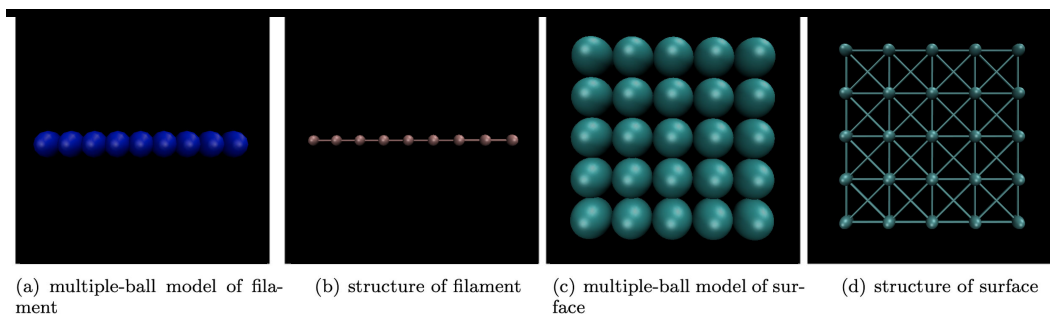 (a) multiple-ball model of fila-
ment
(b) structure of filament
(c) multiple-ball model of sur-
face
(d) structure of surface